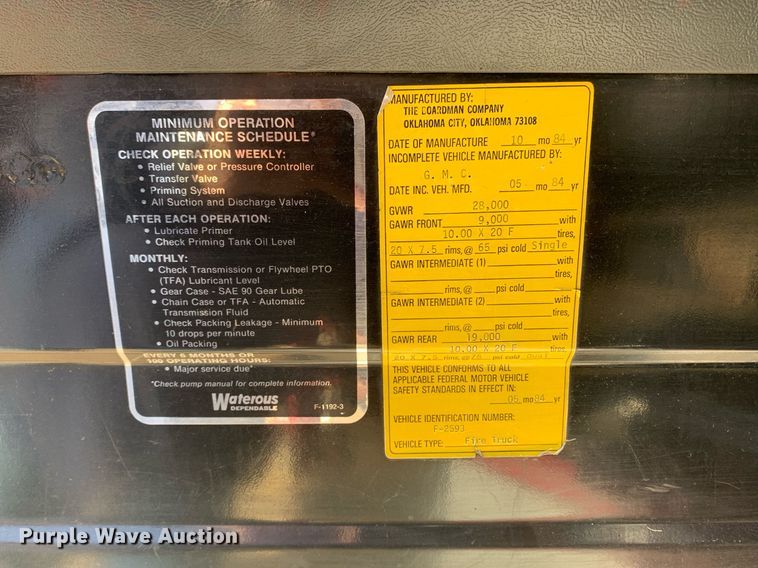 MINIMUM OPERATION
MAINTENANCE SCHEDULE*
CHECK OPERATION WEEKLY:
• Relief Valve or Pressure Controller
• Transfer Valve
• Priming System
• All Suction and Discharge Valves
AFTER EACH OPERATION:
• Lubricate Primer
• Check Priming Tank Oil Level
MONTHLY:
• Check Transmission or Flywheel PTO
(TFA) Lubricant Level
• Gear Case - SAE 90 Gear Lube
• Chain Case or TFA - Automatic
Transmission Fluid
• Check Packing Leakage - Minimum
10 drops per minute
• Oil Packing
EVERY 6 MONTHS OR
100 OPERATING HOURS:
• Major service due*
*Check pump manual for complete information.
Waterous
DEPENDABLE
F-1192-3
MANUFACTURED BY:
THE BOARDMAN COMPANY
OKLAHOMA CITY, OKLAHOMA 73108
DATE OF MANUFACTURE 10 mo 84 yr
INCOMPLETE VEHICLE MANUFACTURED BY:
G. M. C.
DATE INC. VEH. MFD. 05 mo 84 yr
GVWR 28,000
GAWR FRONT 9,000 with
10.00 X 20 F tires,
20 X 7.5 rims, @ 65 psi cold Single
GAWR INTERMEDIATE (1) with
tires,
rims, @ psi cold
GAWR INTERMEDIATE (2) with
tires,
rims, @ psi cold
GAWR REAR 19,000 with
10.00 X 20 F tires,
20 X 7.5 rims, @ psi cold Dual
THIS VEHICLE CONFORMS TO ALL
APPLICABLE FEDERAL MOTOR VEHICLE
SAFETY STANDARDS IN EFFECT IN:
05 mo 84 yr
VEHICLE IDENTIFICATION NUMBER:
F-2593
VEHICLE TYPE: Fire Truck
Purple Wave Auction